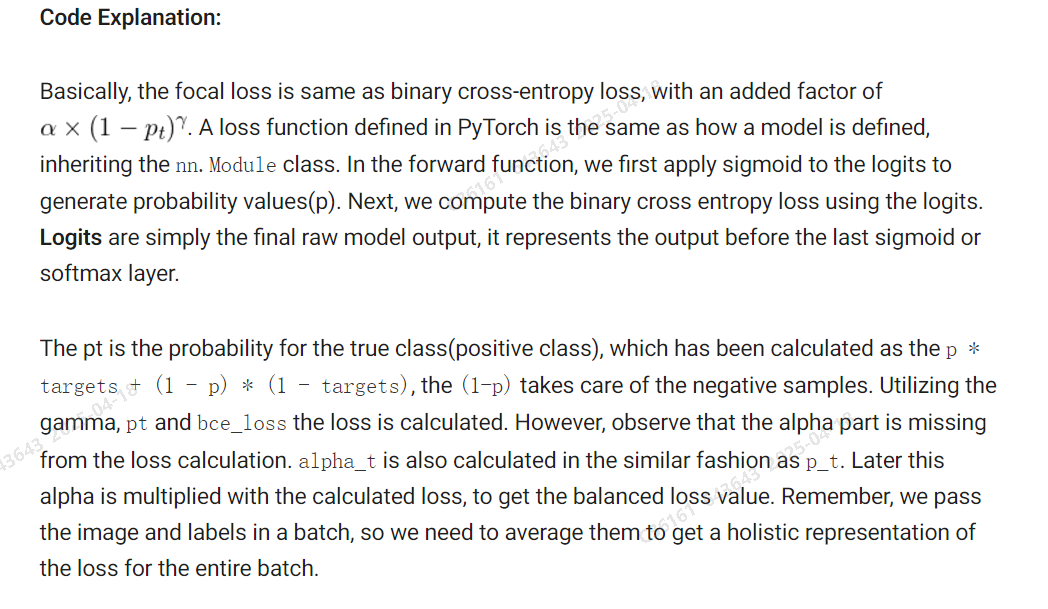 Code Explanation:
Basically, the focal loss is same as binary cross-entropy loss, with an added factor of
α × (1 − pₜ)^γ. A loss function defined in PyTorch is the same as how a model is defined,
inheriting the nn. Module class. In the forward function, we first apply sigmoid to the logits to
generate probability values(p). Next, we compute the binary cross entropy loss using the logits.
Logits are simply the final raw model output, it represents the output before the last sigmoid or
softmax layer.
The pt is the probability for the true class(positive class), which has been calculated as the p *
targets + (1 - p) * (1 - targets), the (1-p) takes care of the negative samples. Utilizing the
gamma, pt and bce_loss the loss is calculated. However, observe that the alpha part is missing
from the loss calculation. alpha_t is also calculated in the similar fashion as p_t. Later this
alpha is multiplied with the calculated loss, to get the balanced loss value. Remember, we pass
the image and labels in a batch, so we need to average them to get a holistic representation of
the loss for the entire batch.